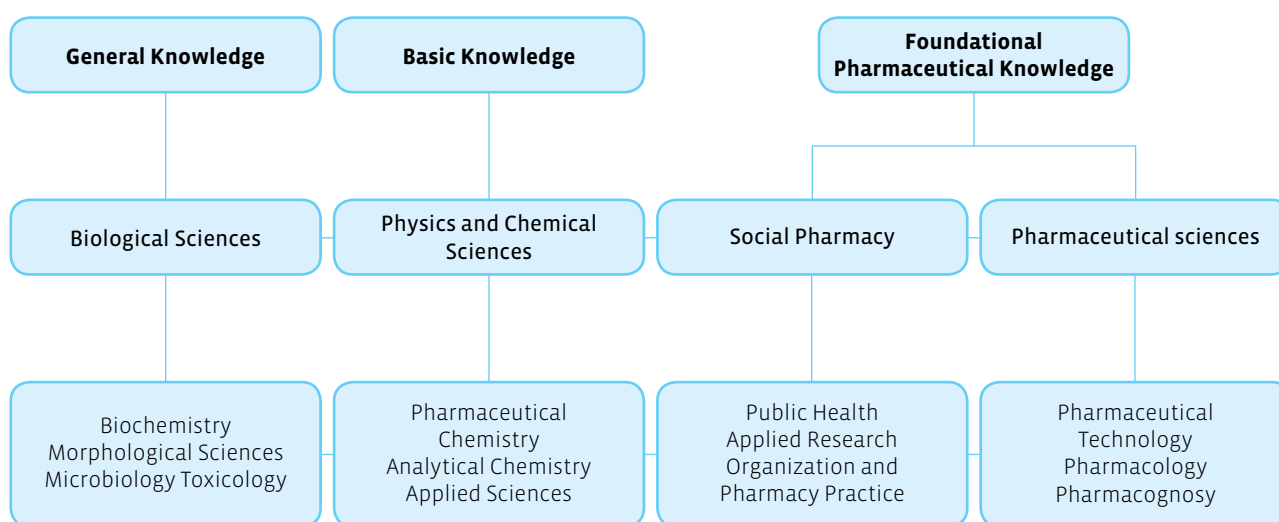 General Knowledge
Basic Knowledge
Foundational
Pharmaceutical Knowledge
Biological Sciences
Physics and Chemical
Sciences
Social Pharmacy
Pharmaceutical sciences
Biochemistry
Morphological Sciences
Microbiology Toxicology
Pharmaceutical
Chemistry
Analytical Chemistry
Applied Sciences
Public Health
Applied Research
Organization and
Pharmacy Practice
Pharmaceutical
Technology
Pharmacology
Pharmacognosy